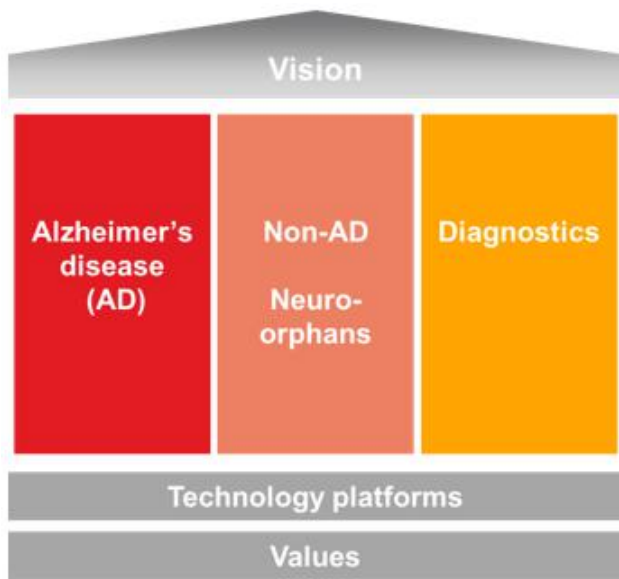 Vision
Alzheimer's
disease
(AD)
Non-AD
Neuro-
orphans
Diagnostics
Technology platforms
Values